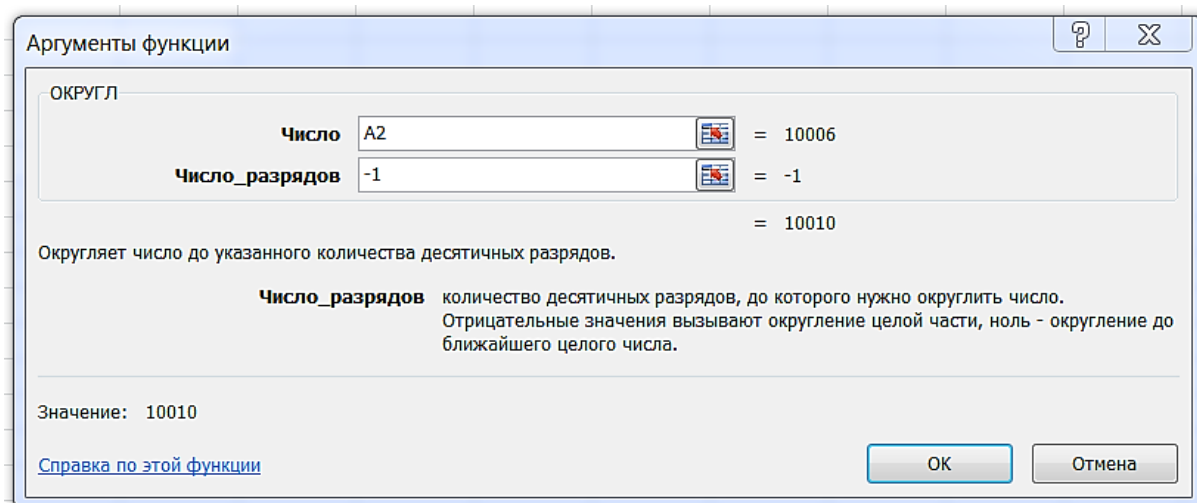 Аргументы функции
ОКРУГЛ
Число A2 = 10006
Число_разрядов -1 = -1
= 10010
Округляет число до указанного количества десятичных разрядов.
Число_разрядов количество десятичных разрядов, до которого нужно округлить число.
Отрицательные значения вызывают округление целой части, ноль - округление до
ближайшего целого числа.
Значение: 10010
Справка по этой функции
ОК
Отмена